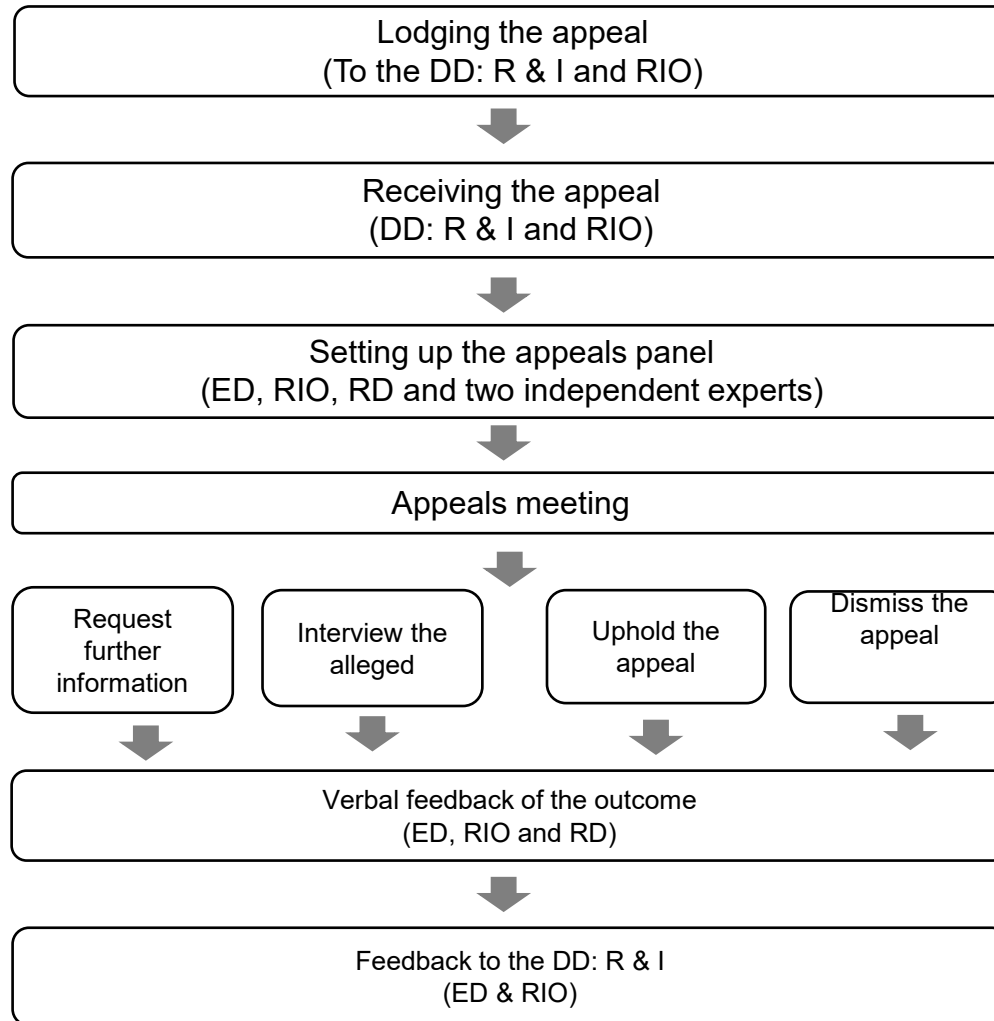 Lodging the appeal
(To the DD: R & I and RIO)
Receiving the appeal
(DD: R & I and RIO)
Setting up the appeals panel
(ED, RIO, RD and two independent experts)
Appeals meeting
Request
further
information
Interview the
alleged
Uphold the
appeal
Dismiss the
appeal
Verbal feedback of the outcome
(ED, RIO and RD)
Feedback to the DD: R & I
(ED & RIO)